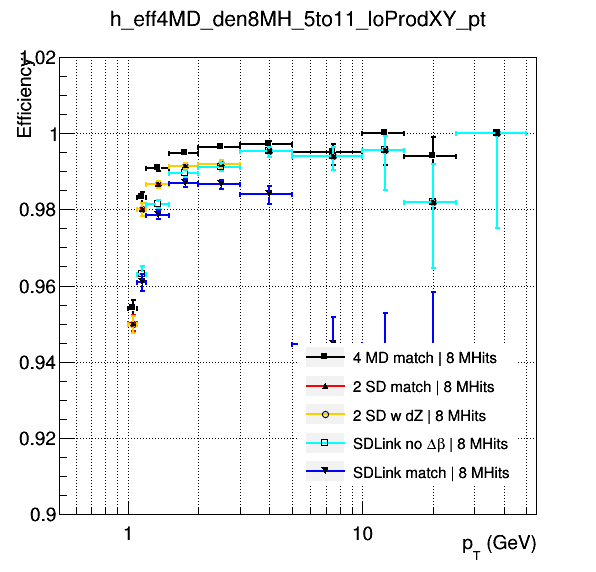 h_eff4MD_den8MH_5to11_loProdXY_pt
Efficiency
1.02
1
0.98
0.96
0.94
0.92
0.9
4 MD match | 8 MHits
2 SD match | 8 MHits
2 SD w dZ | 8 MHits
SDLink no Δβ | 8 MHits
SDLink match | 8 MHits
1
10
p_T (GeV)